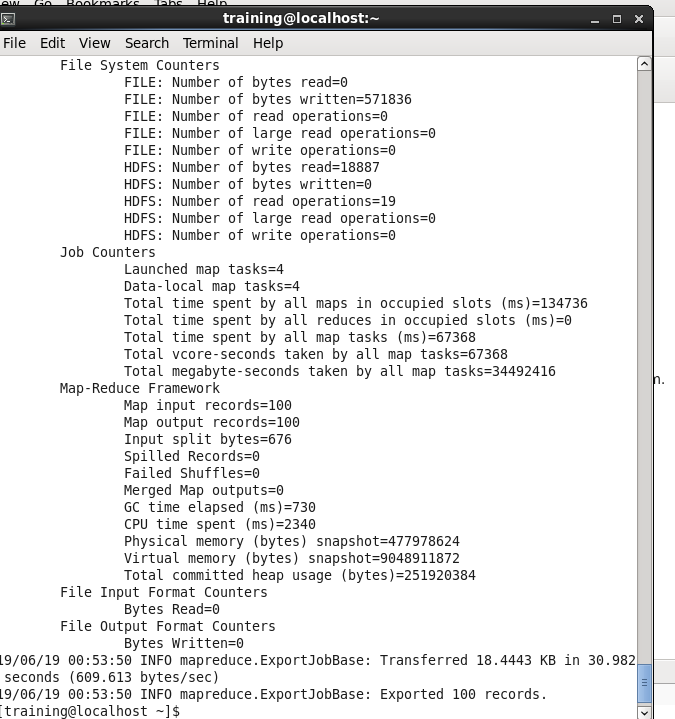 Go Bookmarks Tabs Help
training@localhost:~
File Edit View Search Terminal Help
File System Counters
FILE: Number of bytes read=0
FILE: Number of bytes written=571836
FILE: Number of read operations=0
FILE: Number of large read operations=0
FILE: Number of write operations=0
HDFS: Number of bytes read=18887
HDFS: Number of bytes written=0
HDFS: Number of read operations=19
HDFS: Number of large read operations=0
HDFS: Number of write operations=0
Job Counters
Launched map tasks=4
Data-local map tasks=4
Total time spent by all maps in occupied slots (ms)=134736
Total time spent by all reduces in occupied slots (ms)=0
Total time spent by all map tasks (ms)=67368
Total vcore-seconds taken by all map tasks=67368
Total megabyte-seconds taken by all map tasks=34492416
Map-Reduce Framework
Map input records=100
Map output records=100
Input split bytes=676
Spilled Records=0
Failed Shuffles=0
Merged Map outputs=0
GC time elapsed (ms)=730
CPU time spent (ms)=2340
Physical memory (bytes) snapshot=477978624
Virtual memory (bytes) snapshot=9048911872
Total committed heap usage (bytes)=251920384
File Input Format Counters
Bytes Read=0
File Output Format Counters
Bytes Written=0
19/06/19 00:53:50 INFO mapreduce.ExportJobBase: Transferred 18.4443 KB in 30.982
seconds (609.613 bytes/sec)
19/06/19 00:53:50 INFO mapreduce.ExportJobBase: Exported 100 records.
[training@localhost ~]$